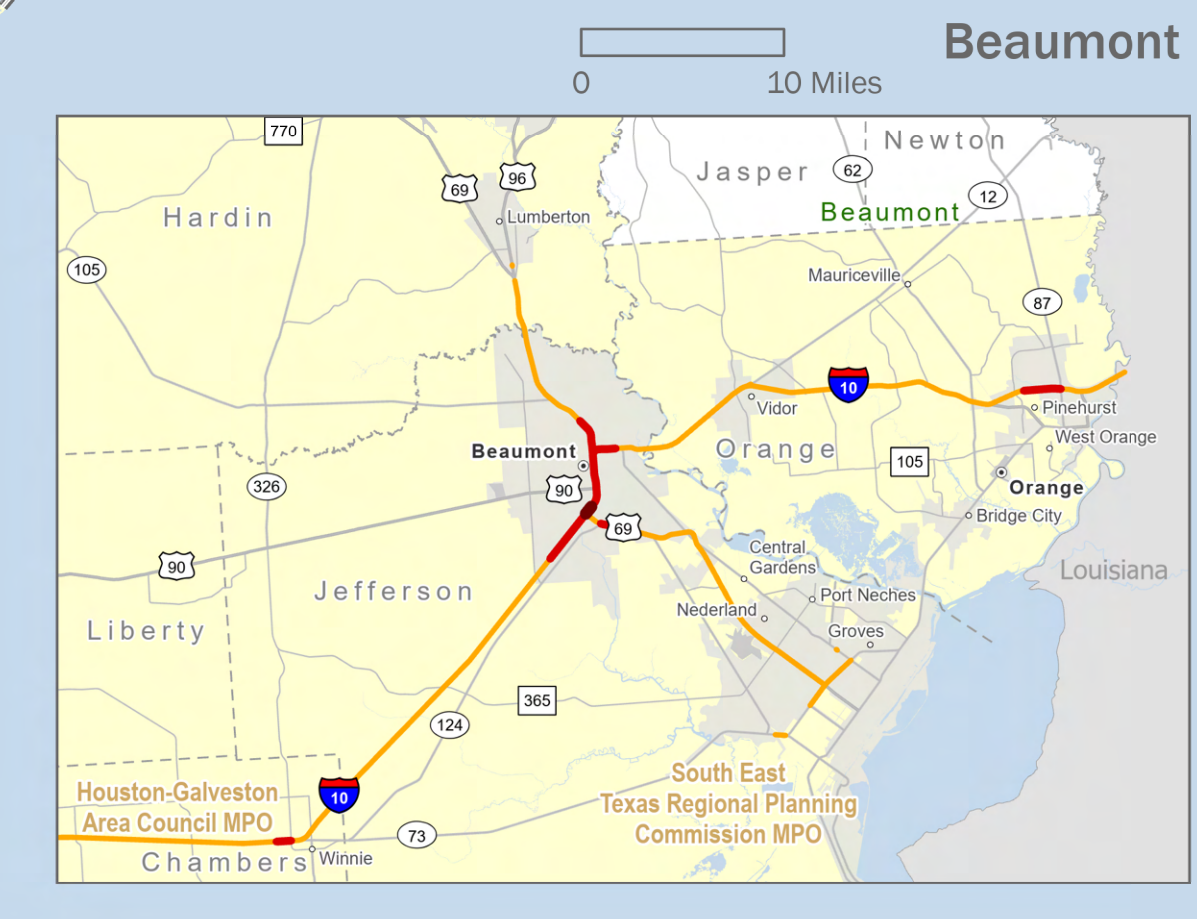 Beaumont
0
10 Miles
770
Newton
Jasper
62
69
96
12
Hardin
Lumberton
Beaumont
105
Mauriceville
87
10
Vidor
Pinehurst
West Orange
Beaumont
Orange
105
90
Orange
326
69
Bridge City
Central
Gardens
90
Louisiana
Jefferson
Port Neches
Nederland
Liberty
Groves
365
124
South East
Texas Regional Planning
Commission MPO
Houston-Galveston
Area Council MPO
10
73
Chambers
Winnie